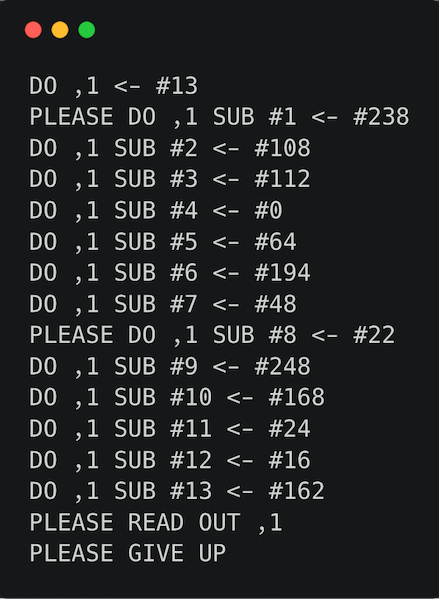 DO ,1 <- #13
PLEASE DO ,1 SUB #1 <- #238
DO ,1 SUB #2 <- #108
DO ,1 SUB #3 <- #112
DO ,1 SUB #4 <- #0
DO ,1 SUB #5 <- #64
DO ,1 SUB #6 <- #194
DO ,1 SUB #7 <- #48
PLEASE DO ,1 SUB #8 <- #22
DO ,1 SUB #9 <- #248
DO ,1 SUB #10 <- #168
DO ,1 SUB #11 <- #24
DO ,1 SUB #12 <- #16
DO ,1 SUB #13 <- #162
PLEASE READ OUT ,1
PLEASE GIVE UP